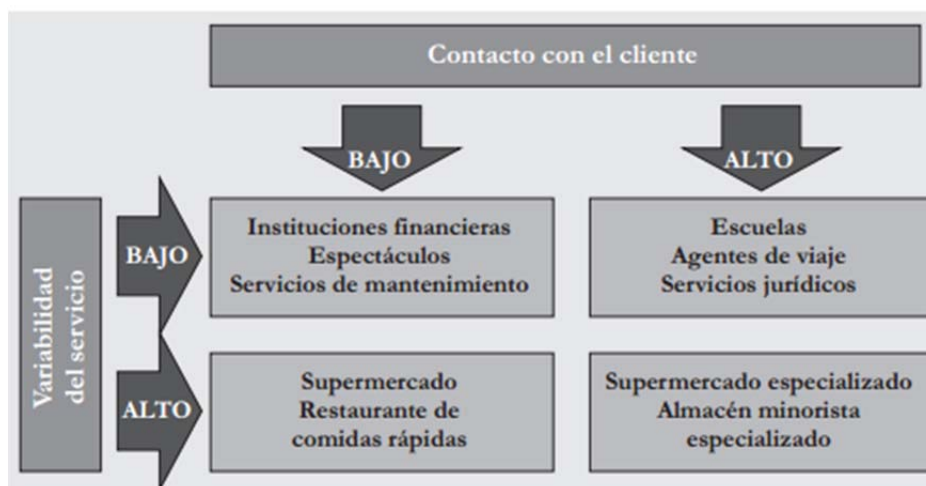 Contacto con el cliente
BAJO
ALTO
Variabilidad
del servicio
BAJO
Instituciones financieras
Espectáculos
Servicios de mantenimiento
Escuelas
Agentes de viaje
Servicios jurídicos
ALTO
Supermercado
Restaurante de
comidas rápidas
Supermercado especializado
Almacén minorista
especializado